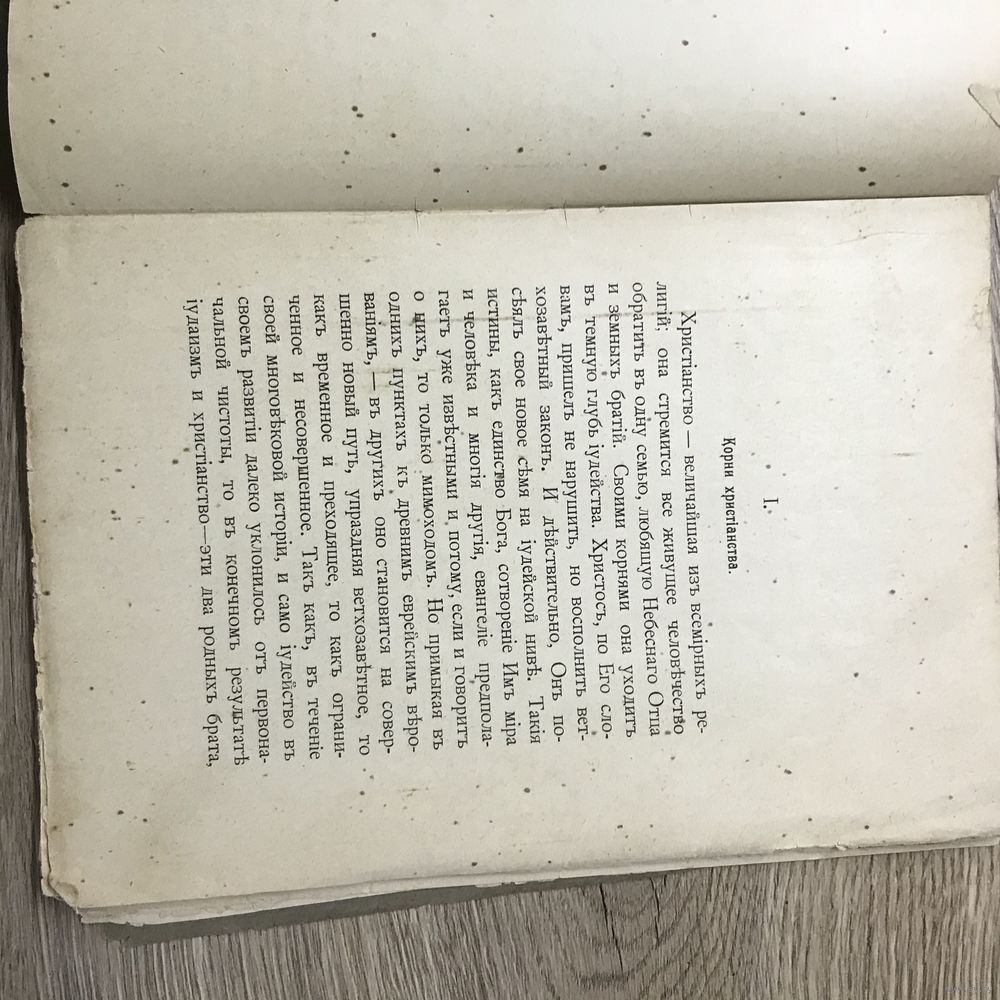 I.
Корни христіанства.
Христіанство — величайшая изъ всемірныхъ ре-
лигій; она стремится все живущее человѣчество
обратить въ одну семью, любящую Небеснаго Отца
и земныхъ братій. Своими корнями она уходитъ
въ темную глубь іудейства. Христосъ, по Его сло-
вамъ, пришелъ не нарушить, но восполнить вет-
хозавѣтный законъ. И дѣйствительно, Онъ по-
сѣялъ свое новое сѣмя на іудейской нивѣ. Такія
истины, какъ единство Бога, сотвореніе Имъ міра
и человѣка и многія другія, евангеліе предпола-
гаетъ уже извѣстными и потому, если и говоритъ
о нихъ, то только мимоходомъ. Но примыкая въ
однихъ пунктахъ къ древнимъ еврейскимъ вѣро-
ваніямъ, — въ другихъ оно становится на совер-
шенно новый путь, упраздняя ветхозавѣтное, то
какъ временное и преходящее, то какъ ограни-
ченное и несовершенное. Такъ какъ, въ теченіе
своей многовѣковой исторіи, и само іудейство въ
своемъ развитіи далеко уклонилось отъ первона-
чальной чистоты, то въ конечномъ результатѣ
іудаизмъ и христіанство—эти два родныхъ брата,